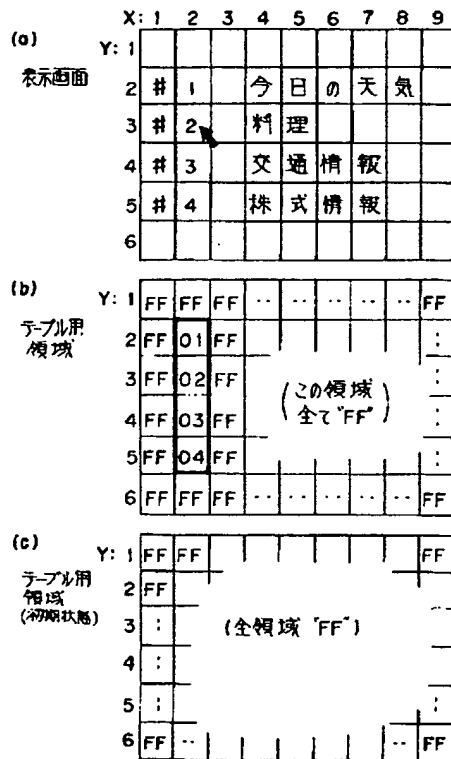 X: 1 2 3 4 5 6 7 8 9
(a)
表示画面
Y: 1
2 # 1 今日の天気
3 # 2 料理
4 # 3 交通情報
5 # 4 株式情報
6
(b)
テーブル用
領域
Y: 1 FF FF FF ‥ ‥ ‥ ‥ ‥ FF
2 FF 01 FF :
3 FF 02 FF (この領域 :
4 FF 03 FF 全て"FF") :
5 FF 04 FF :
6 FF FF FF ‥ ‥ ‥ ‥ ‥ FF
(c)
テーブル用
領域
(初期状態)
Y: 1 FF FF FF
2 FF :
3 : (全領域"FF") :
4 : :
5 : :
6 FF ‥ ‥ FF